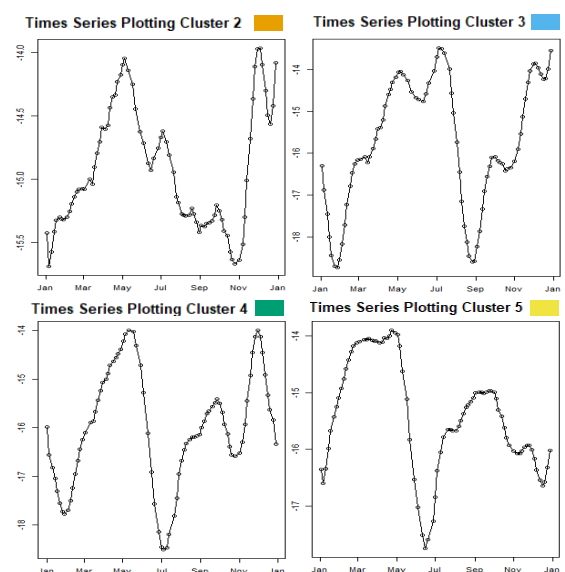 Times Series Plotting Cluster 2
-14.0
-14.5
-15.0
-15.5
Jan Mar May Jul Sep Nov Jan
Times Series Plotting Cluster 3
-14
-15
-16
-17
-18
Jan Mar May Jul Sep Nov Jan
Times Series Plotting Cluster 4
-14
-15
-16
-17
-18
Jan Mar May Jul Sep Nov Jan
Times Series Plotting Cluster 5
-14
-15
-16
-17
Jan Mar May Jul Sep Nov Jan